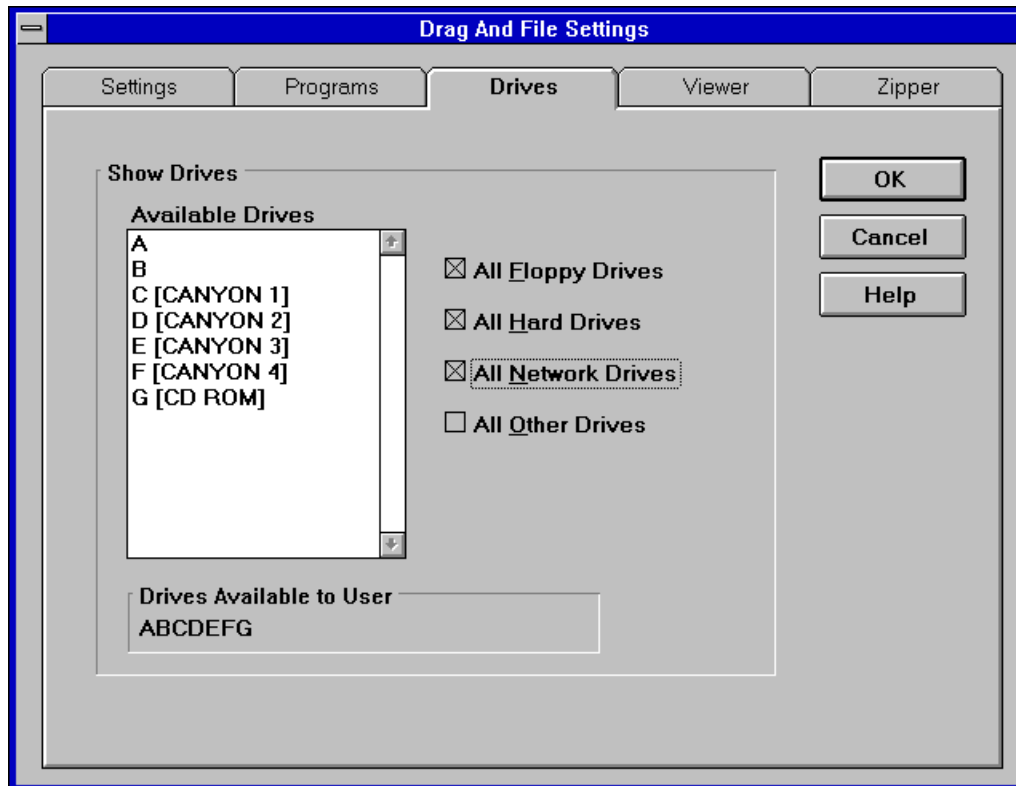 Drag And File Settings
Settings Programs Drives Viewer Zipper
Show Drives
Available Drives
A
B
C [CANYON 1]
D [CANYON 2]
E [CANYON 3]
F [CANYON 4]
G [CD ROM]
All Floppy Drives
All Hard Drives
All Network Drives
All Other Drives
Drives Available to User
ABCDEFG
OK
Cancel
Help